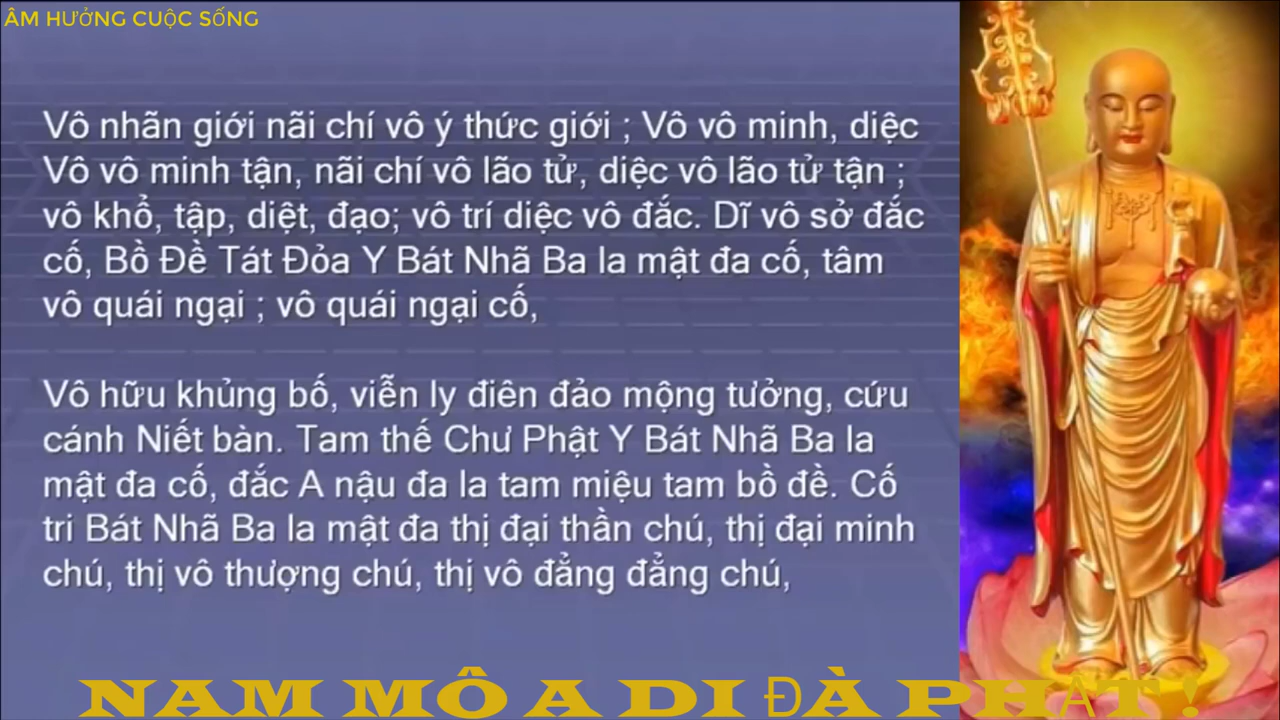 ÂM HƯỞNG CUỘC SỐNG
Vô nhãn giới nãi chí vô ý thức giới ; Vô vô minh, diệc
Vô vô minh tận, nãi chí vô lão tử, diệc vô lão tử tận ;
vô khổ, tập, diệt, đạo; vô trí diệc vô đắc. Dĩ vô sở đắc
cố, Bồ Đề Tát Đỏa Y Bát Nhã Ba la mật đa cố, tâm
vô quái ngại ; vô quái ngại cố,
Vô hữu khủng bố, viễn ly điên đảo mộng tưởng, cứu
cánh Niết bàn. Tam thế Chư Phật Y Bát Nhã Ba la
mật đa cố, đắc A nậu đa la tam miệu tam bồ đề. Cố
tri Bát Nhã Ba la mật đa thị đại thần chú, thị đại minh
chú, thị vô thượng chú, thị vô đẳng đẳng chú,
NAM MÔ A DI ĐÀ PHẬT !